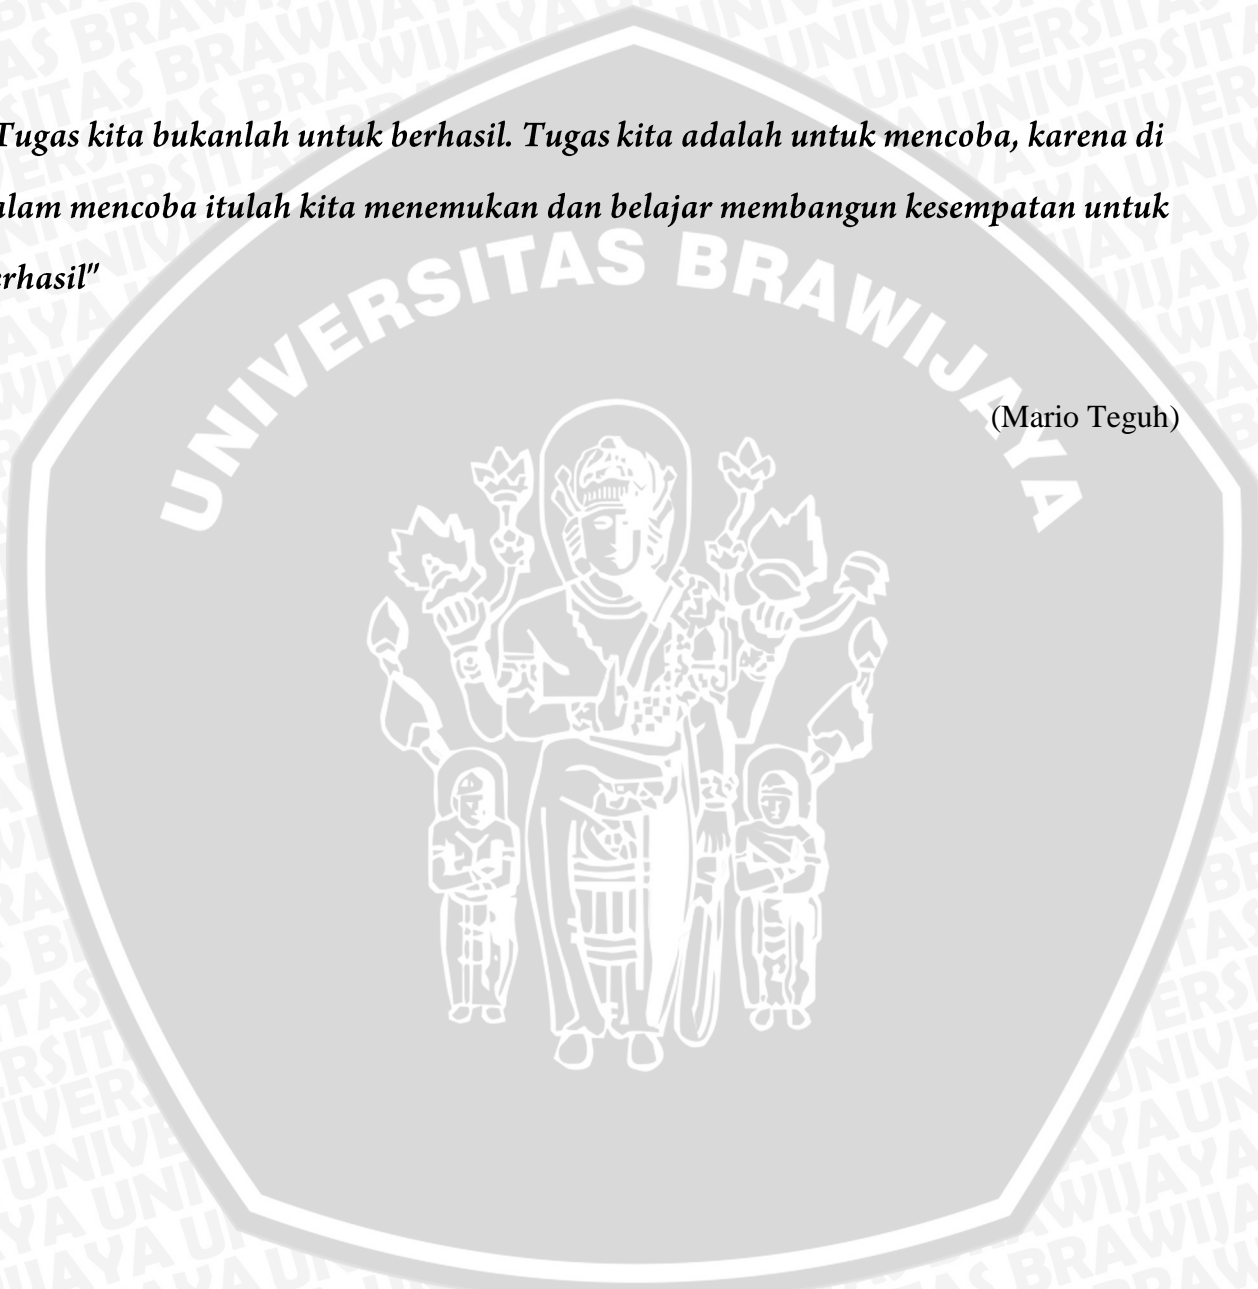 Tugas kita bukanlah untuk berhasil. Tugas kita adalah untuk mencoba, karena di
alam mencoba itulah kita menemukan dan belajar membangun kesempatan untuk
erhasil"
UNIVERSITAS BRAWIJAYA
(Mario Teguh)